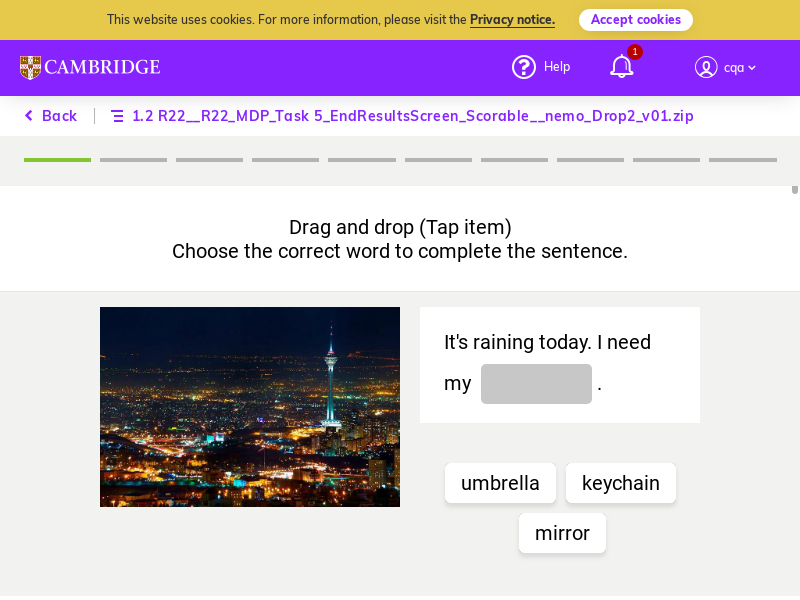 This website uses cookies. For more information, please visit the Privacy notice. Accept cookies
CAMBRIDGE Help 1 cqa
Back 1.2 R22__R22_MDP_Task 5_EndResultsScreen_Scorable__nemo_Drop2_v01.zip
Drag and drop (Tap item)
Choose the correct word to complete the sentence.
It's raining today. I need
my .
umbrella keychain
mirror